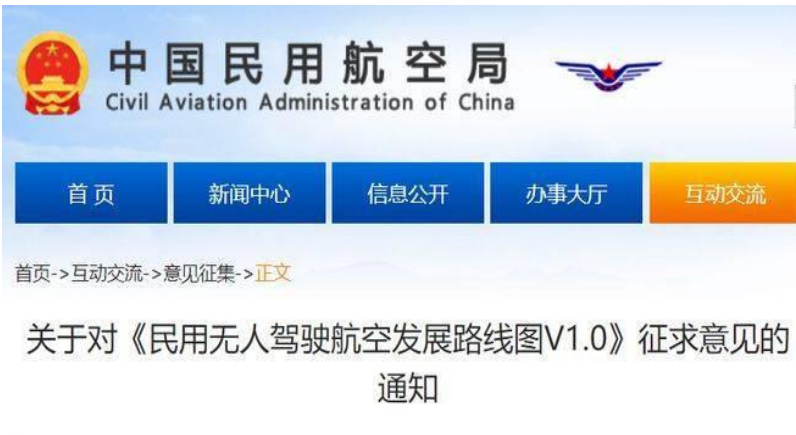 中国民用航空局
Civil Aviation Administration of China
首 页
新闻中心
信息公开
办事大厅
互动交流
首页->互动交流->意见征集->正文
关于对《民用无人驾驶航空发展路线图V1.0》征求意见的
通知